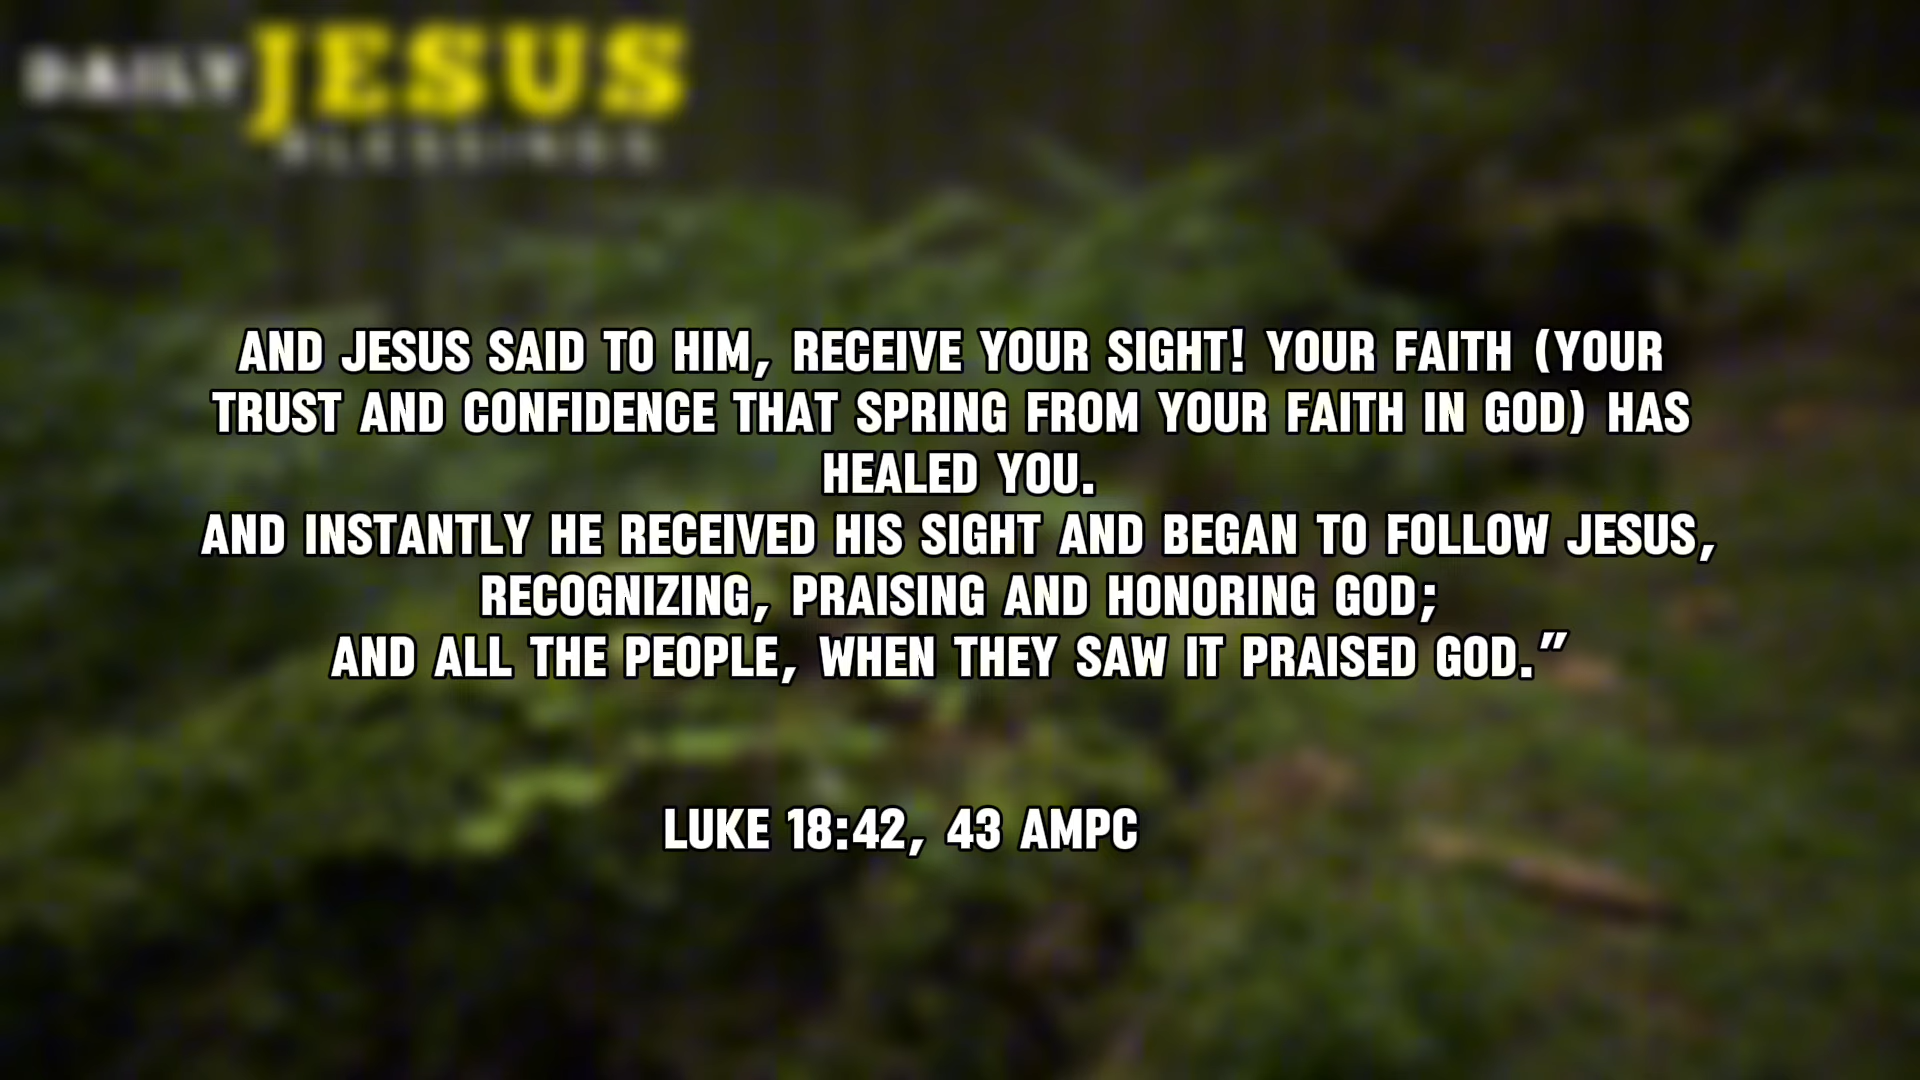 DAILY JESUS
BLESSINGS
AND JESUS SAID TO HIM, RECEIVE YOUR SIGHT! YOUR FAITH (YOUR
TRUST AND CONFIDENCE THAT SPRING FROM YOUR FAITH IN GOD) HAS
HEALED YOU.
AND INSTANTLY HE RECEIVED HIS SIGHT AND BEGAN TO FOLLOW JESUS,
RECOGNIZING, PRAISING AND HONORING GOD;
AND ALL THE PEOPLE, WHEN THEY SAW IT PRAISED GOD.”
LUKE 18:42, 43 AMPC